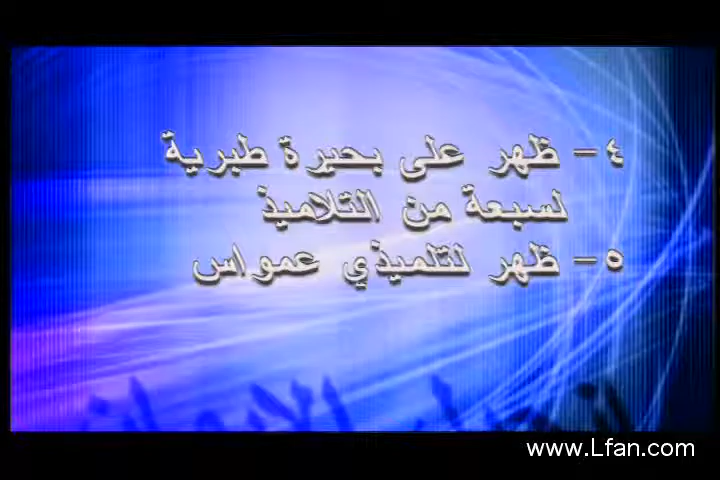 ٤- ظهر على بحيرة طبرية
لسبعة من التلاميذ
٥- ظهر لتلميذي عمواس
www.Lfan.com